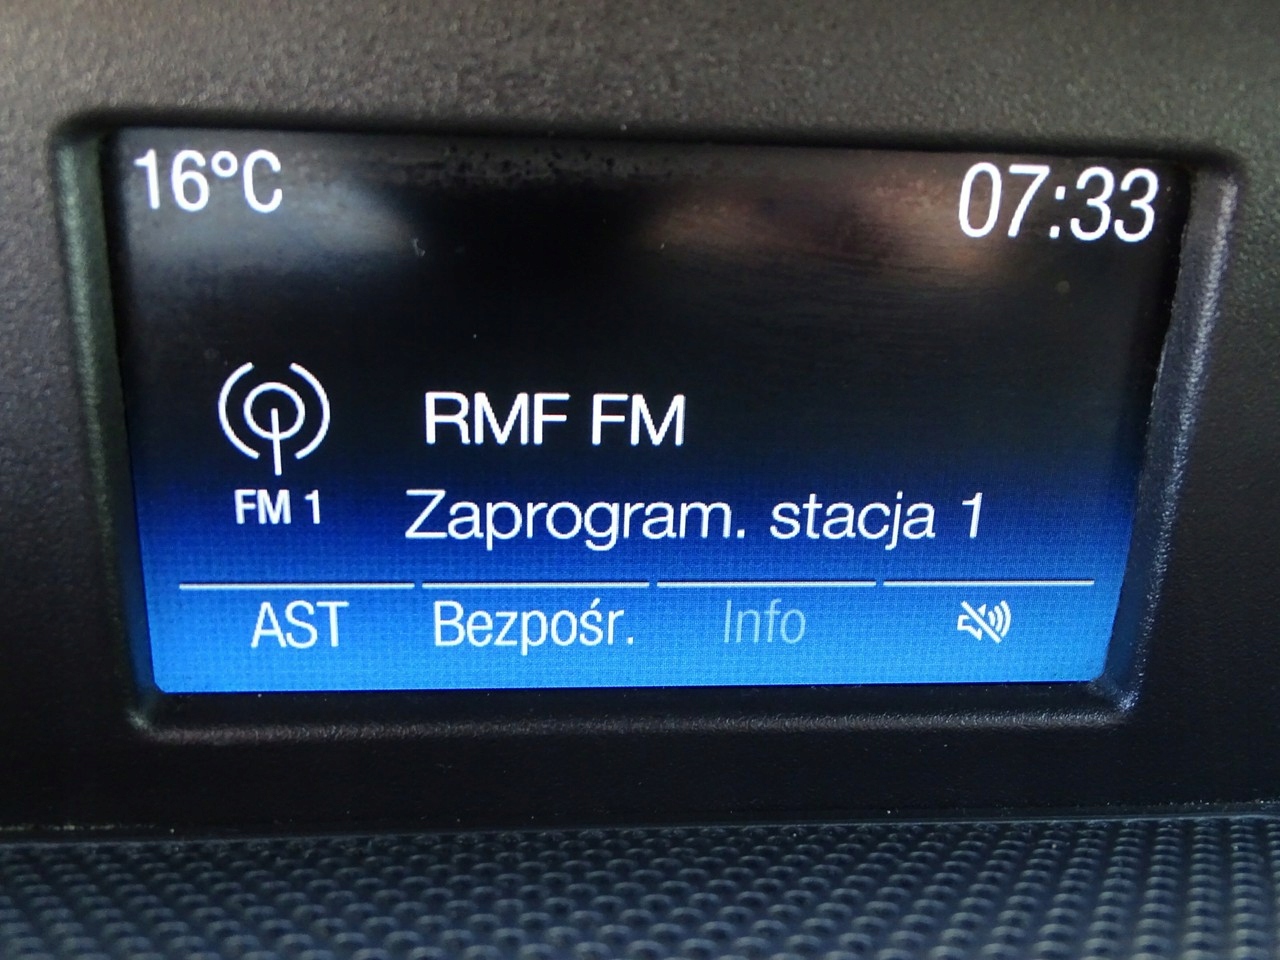 16°C
07:33
RMF FM
FM 1
Zaprogram. stacja 1
AST
Bezpośr.
Info